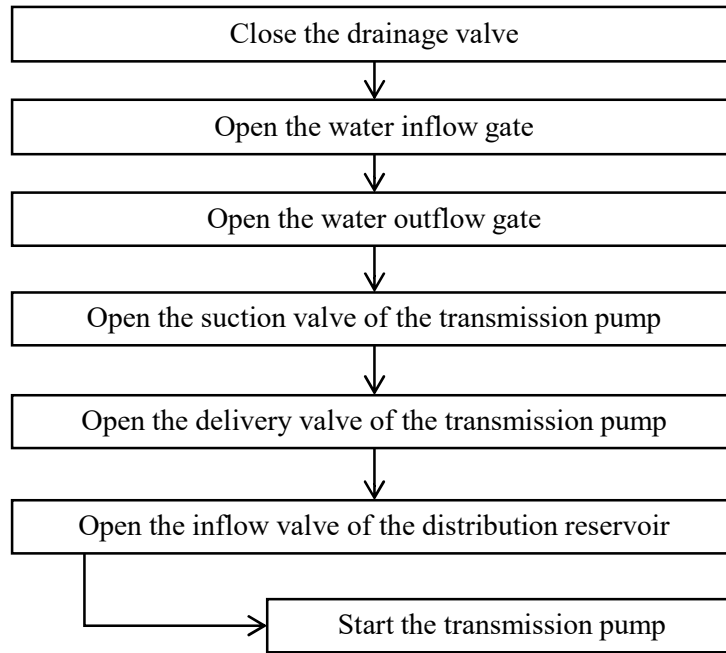 Close the drainage valve
Open the water inflow gate
Open the water outflow gate
Open the suction valve of the transmission pump
Open the delivery valve of the transmission pump
Open the inflow valve of the distribution reservoir
Start the transmission pump